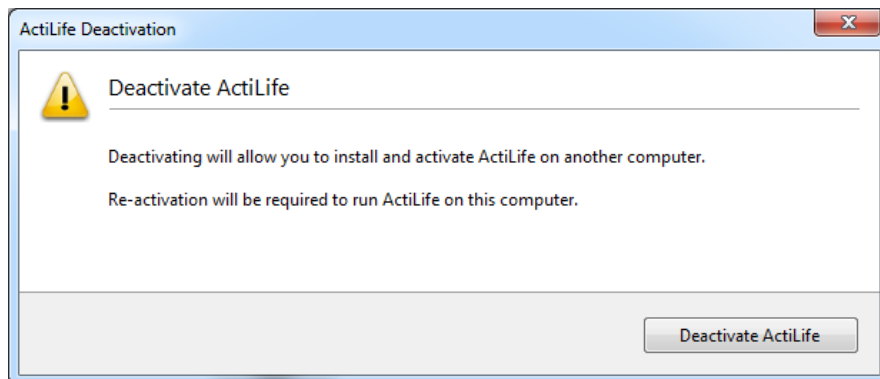 ActiLife Deactivation
Deactivate ActiLife
Deactivating will allow you to install and activate ActiLife on another computer.
Re-activation will be required to run ActiLife on this computer.
Deactivate ActiLife